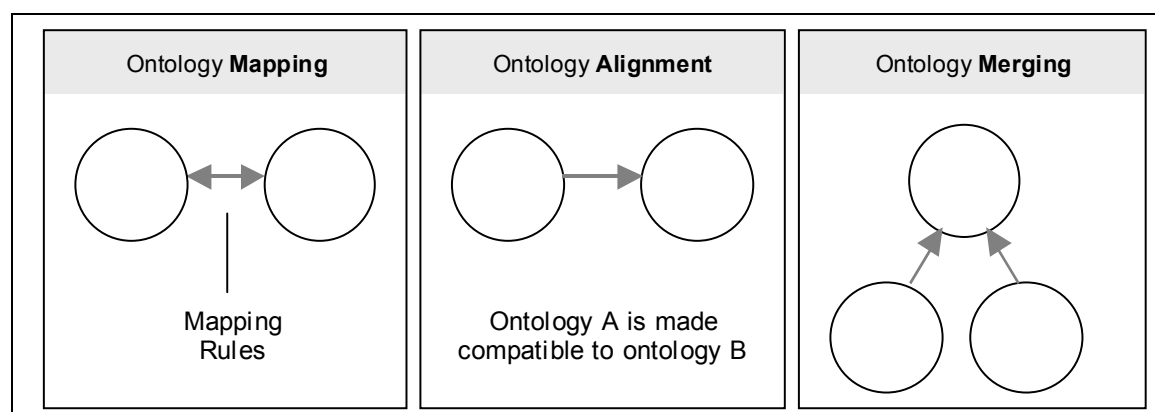 Ontology Mapping
Mapping
Rules
Ontology Alignment
Ontology A is made
compatible to ontology B
Ontology Merging